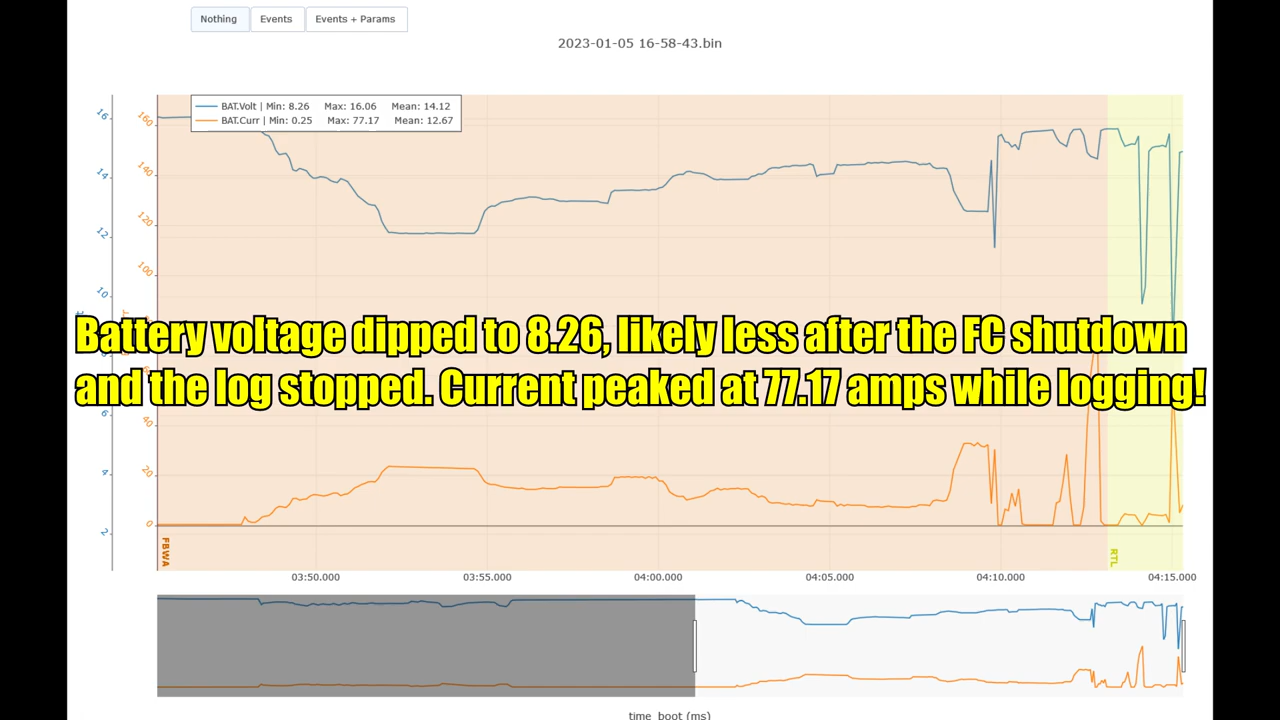 Nothing Events Events + Params
2023-01-05 16-58-43.bin
BAT.Volt | Min: 8.26 Max: 16.06 Mean: 14.12
BAT.Curr | Min: 0.25 Max: 77.17 Mean: 12.67
16 160
14 140
12 120
10 100
Battery voltage dipped to 8.26, likely less after the FC shutdown
and the log stopped. Current peaked at 77.17 amps while logging!
6 40
4 20
2 0
FBWA
RTL
03:50.000 03:55.000 04:00.000 04:05.000 04:10.000 04:15.000
time_boot (ms)